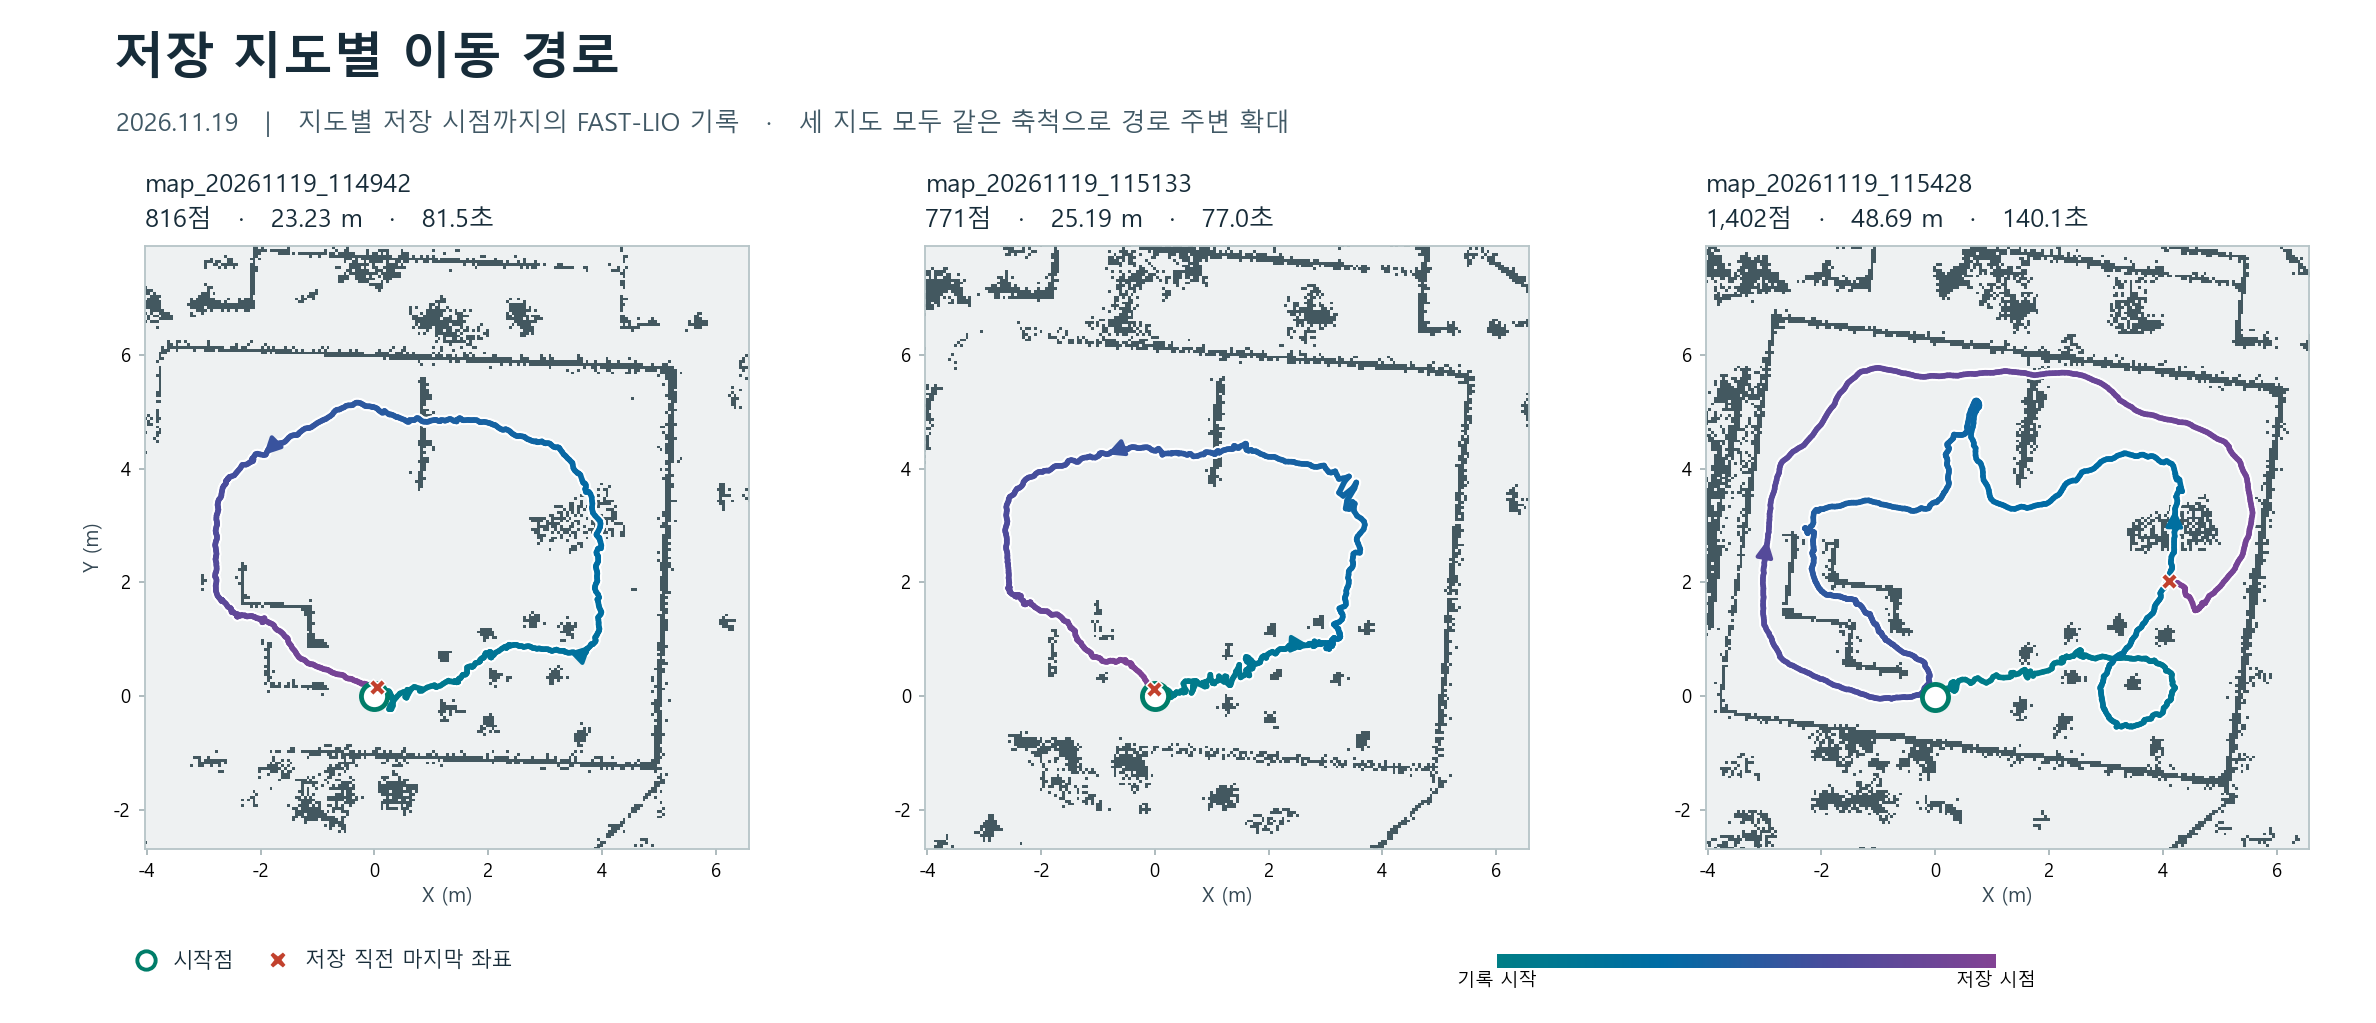 저장 지도별 이동 경로
2026.11.19 | 지도별 저장 시점까지의 FAST-LIO 기록 · 세 지도 모두 같은 축척으로 경로 주변 확대
map_20261119_114942
816점 · 23.23 m · 81.5초
map_20261119_115133
771점 · 25.19 m · 77.0초
map_20261119_115428
1,402점 · 48.69 m · 140.1초
Y (m)
6
4
2
0
-2
-4 -2 0 2 4 6
X (m)
6
4
2
0
-2
-4 -2 0 2 4 6
X (m)
6
4
2
0
-2
-4 -2 0 2 4 6
X (m)
시작점
저장 직전 마지막 좌표
기록 시작
저장 시점